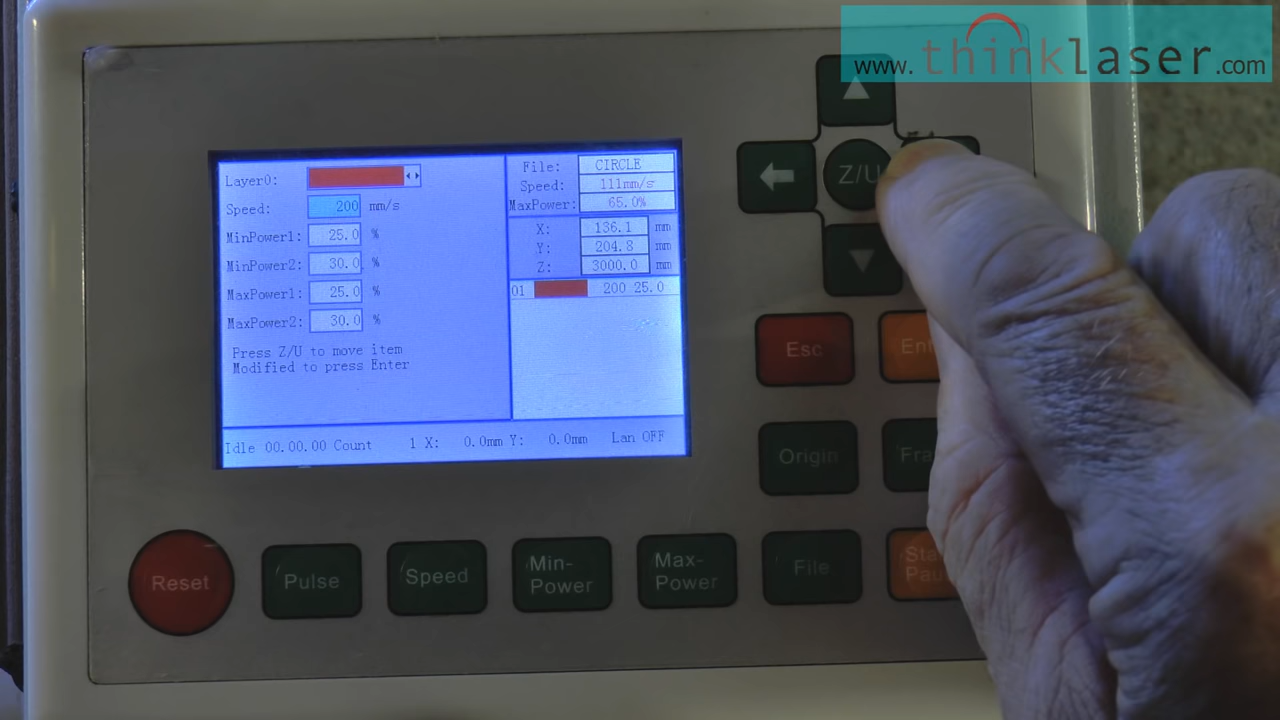 www.thinklaser.com
Layer0:
Speed: 200 mm/s
MinPower1: 25.0 %
MinPower2: 30.0 %
MaxPower1: 25.0 %
MaxPower2: 30.0 %
Press Z/U to move item
Modified to press Enter
File: CIRCLE
Speed: 111mm/s
MaxPower: 65.0%
X: 136.1 mm
Y: 204.8 mm
Z: 3000.0 mm
01 200 25.0
Idle 00.00.00 Count 1 X: 0.0mm Y: 0.0mm Lan OFF
Z/U
Esc
Origin
Reset
Pulse
Speed
Min-
Power
Max-
Power
File